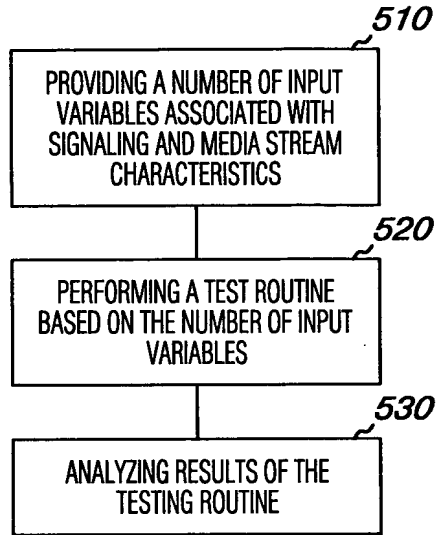 510
PROVIDING A NUMBER OF INPUT
VARIABLES ASSOCIATED WITH
SIGNALING AND MEDIA STREAM
CHARACTERISTICS
520
PERFORMING A TEST ROUTINE
BASED ON THE NUMBER OF INPUT
VARIABLES
530
ANALYZING RESULTS OF THE
TESTING ROUTINE